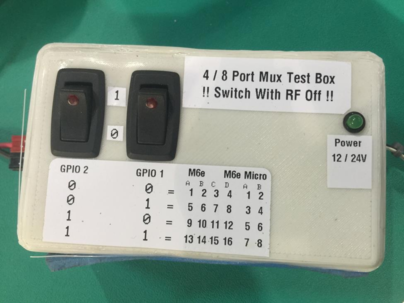 4 / 8 Port Mux Test Box
!! Switch With RF Off !!
1
0
Power
12 / 24V
GPIO 2 GPIO 1 M6e M6e Micro
A B C D A B
0 0 = 1 2 3 4 1 2
0 1 = 5 6 7 8 3 4
1 0 = 9 10 11 12 5 6
1 1 = 13 14 15 16 7 8